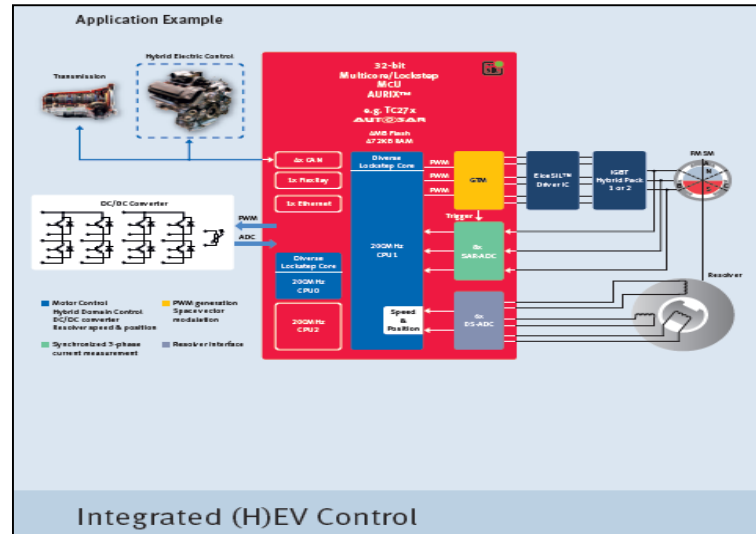 Application Example
Hybrid Electric Control
Transmission
32-bit
Multicore/Lockstep
MCU
AURIX™
e.g. TC27x
AUTOSAR
4MB Flash
472KB RAM
4x CAN
1x FlexRay
1x Ethernet
Diverse
Lockstep Core
200MHz
CPU1
PWM
PWM
PWM
GTM
Trigger
EiceSIL™
Driver IC
IGBT
Hybrid Pack
1 or 2
PMSM
A
N
B
S
C
DC/DC Converter
PWM
ADC
Diverse
Lockstep Core
200MHz
CPU0
200MHz
CPU2
8x
SAR-ADC
Speed
&
Position
6x
DS-ADC
Resolver
Motor Control
Hybrid Domain Control
DC/DC converter
Resolver speed & position
PWM generation
Space vector
modulation
Synchronized 3-phase
current measurement
Resolver interface
Integrated (H)EV Control